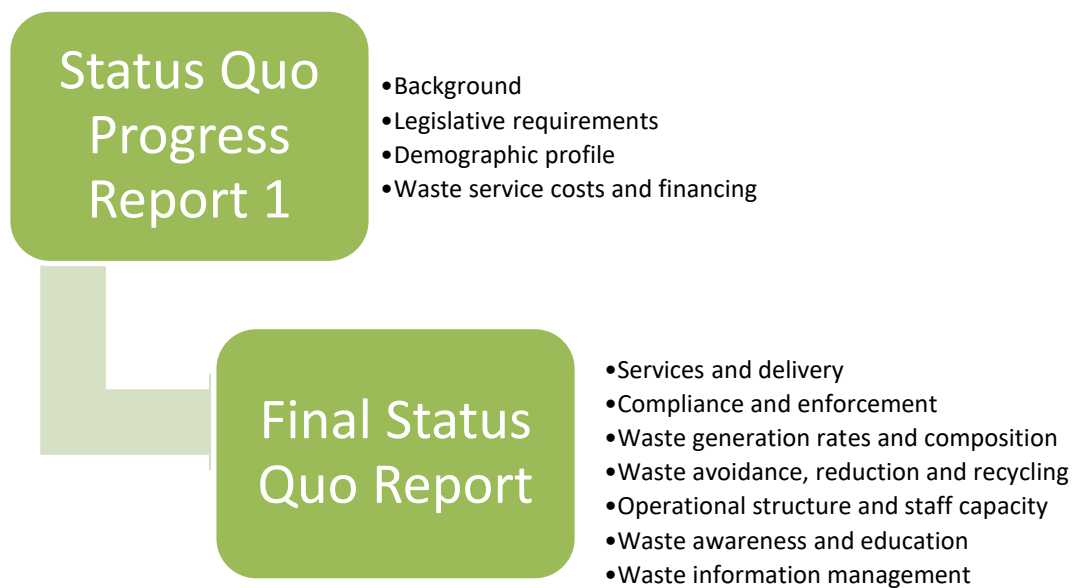 Status Quo
Progress
Report 1
•Background
•Legislative requirements
•Demographic profile
•Waste service costs and financing
Final Status
Quo Report
•Services and delivery
•Compliance and enforcement
•Waste generation rates and composition
•Waste avoidance, reduction and recycling
•Operational structure and staff capacity
•Waste awareness and education
•Waste information management